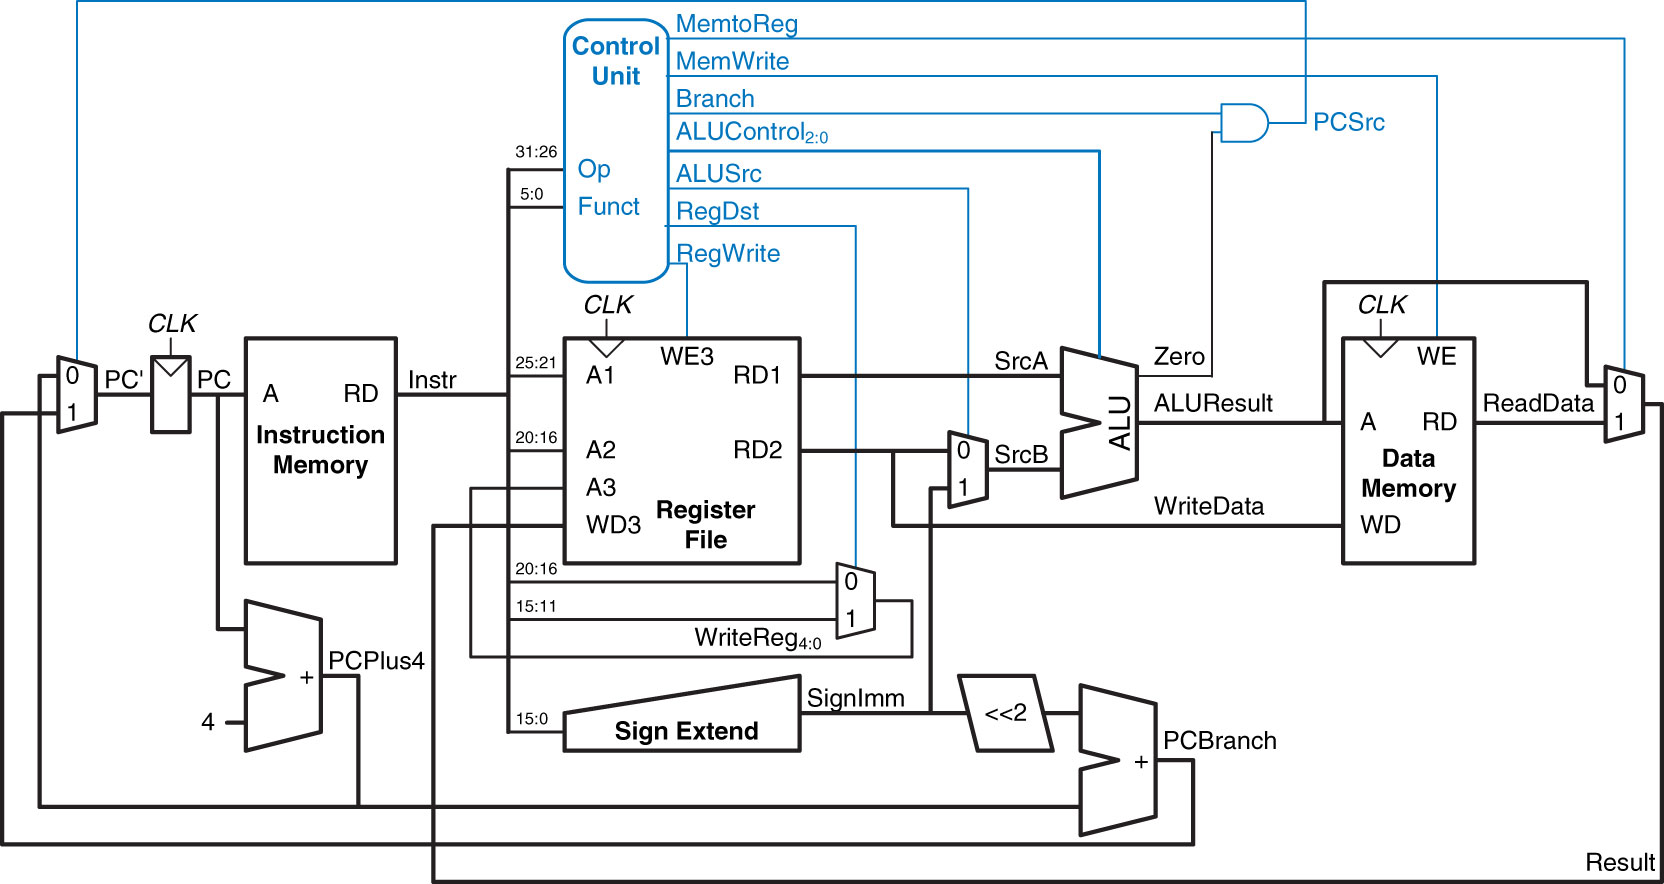 MemtoReg
Control
Unit
MemWrite
Branch
ALUControl2:0
PCSrc
31:26
Op
ALUSrc
5:0
Funct
RegDst
RegWrite
CLK
CLK
CLK
0
1
PC'
PC
A
RD
Instruction
Memory
Instr
25:21
A1
WE3
RD1
20:16
A2
RD2
A3
WD3
Register
File
SrcA
0
1
SrcB
ALU
Zero
ALUResult
WriteData
WE
A
RD
Data
Memory
WD
ReadData
0
1
20:16
0
15:11
1
WriteReg4:0
PCPlus4
+
4
SignImm
15:0
Sign Extend
<<2
+
PCBranch
Result